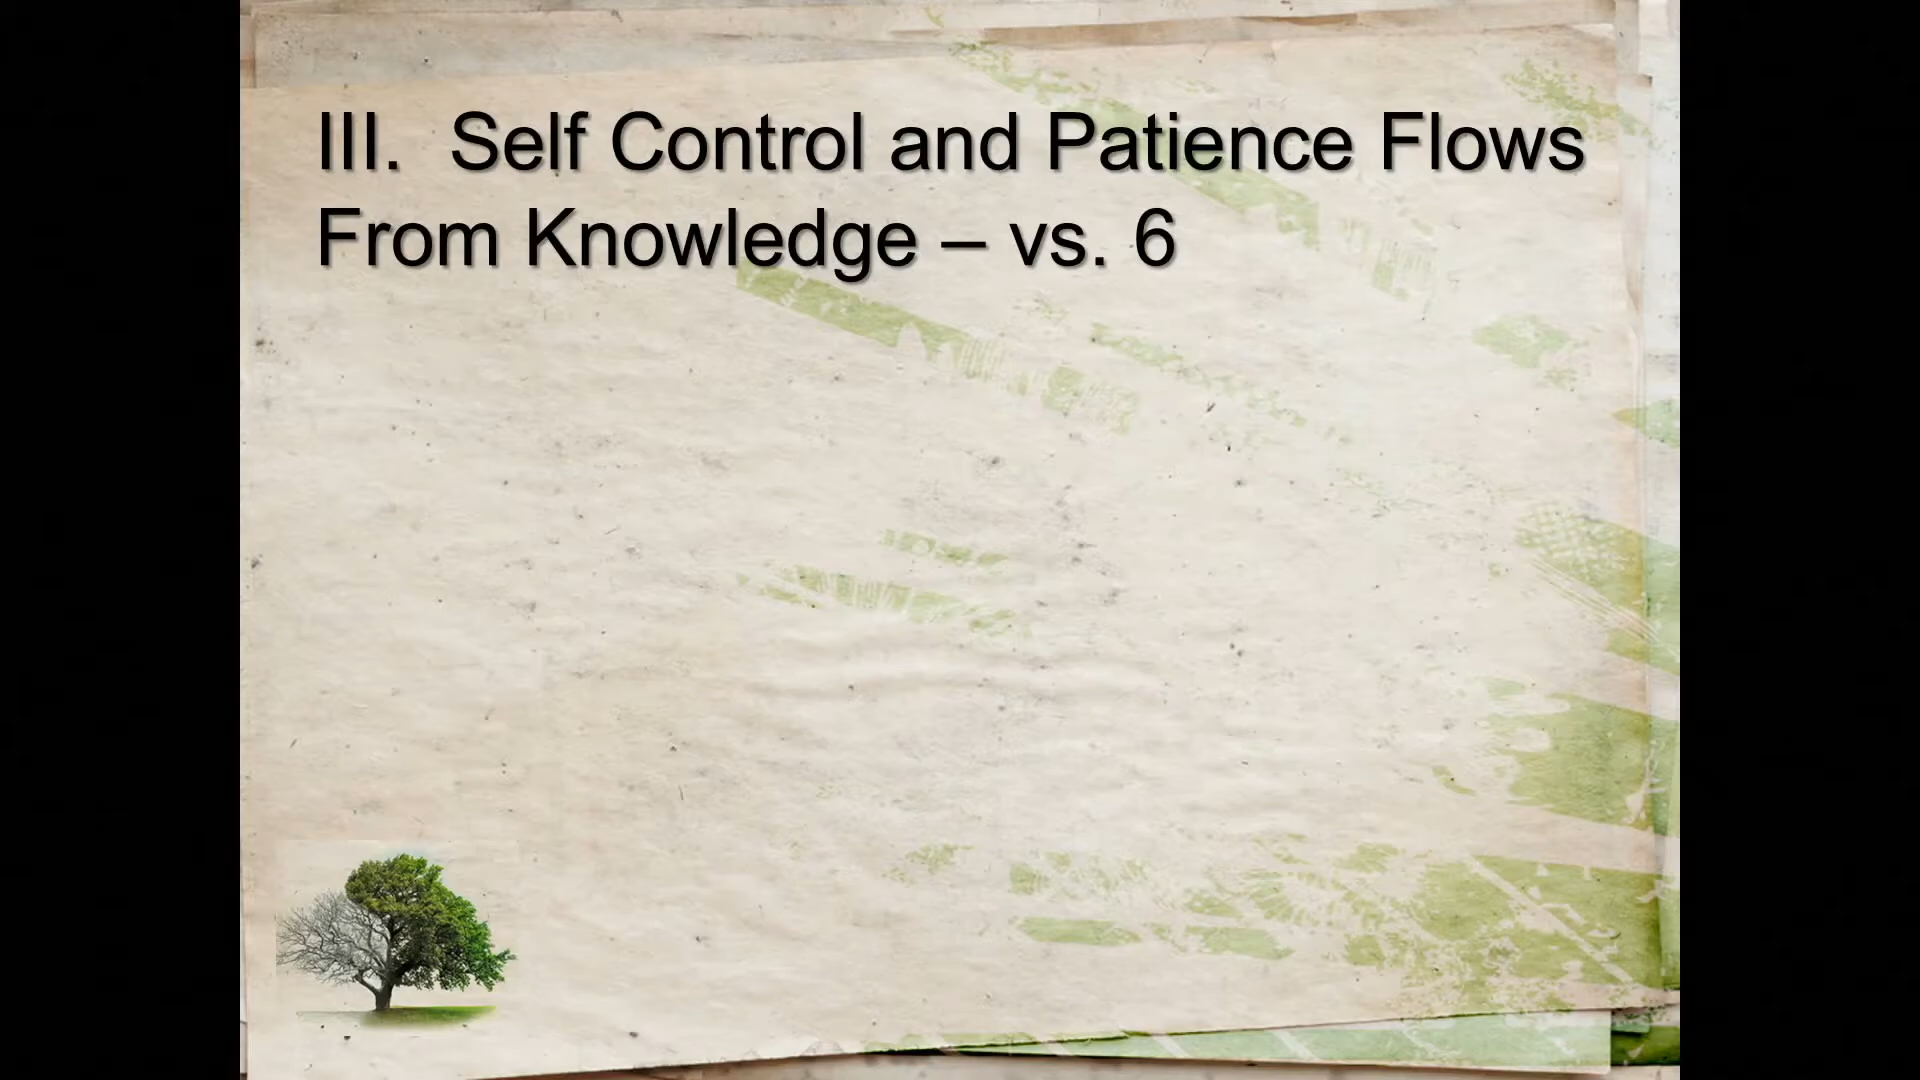 III.  Self Control and Patience Flows
From Knowledge – vs. 6